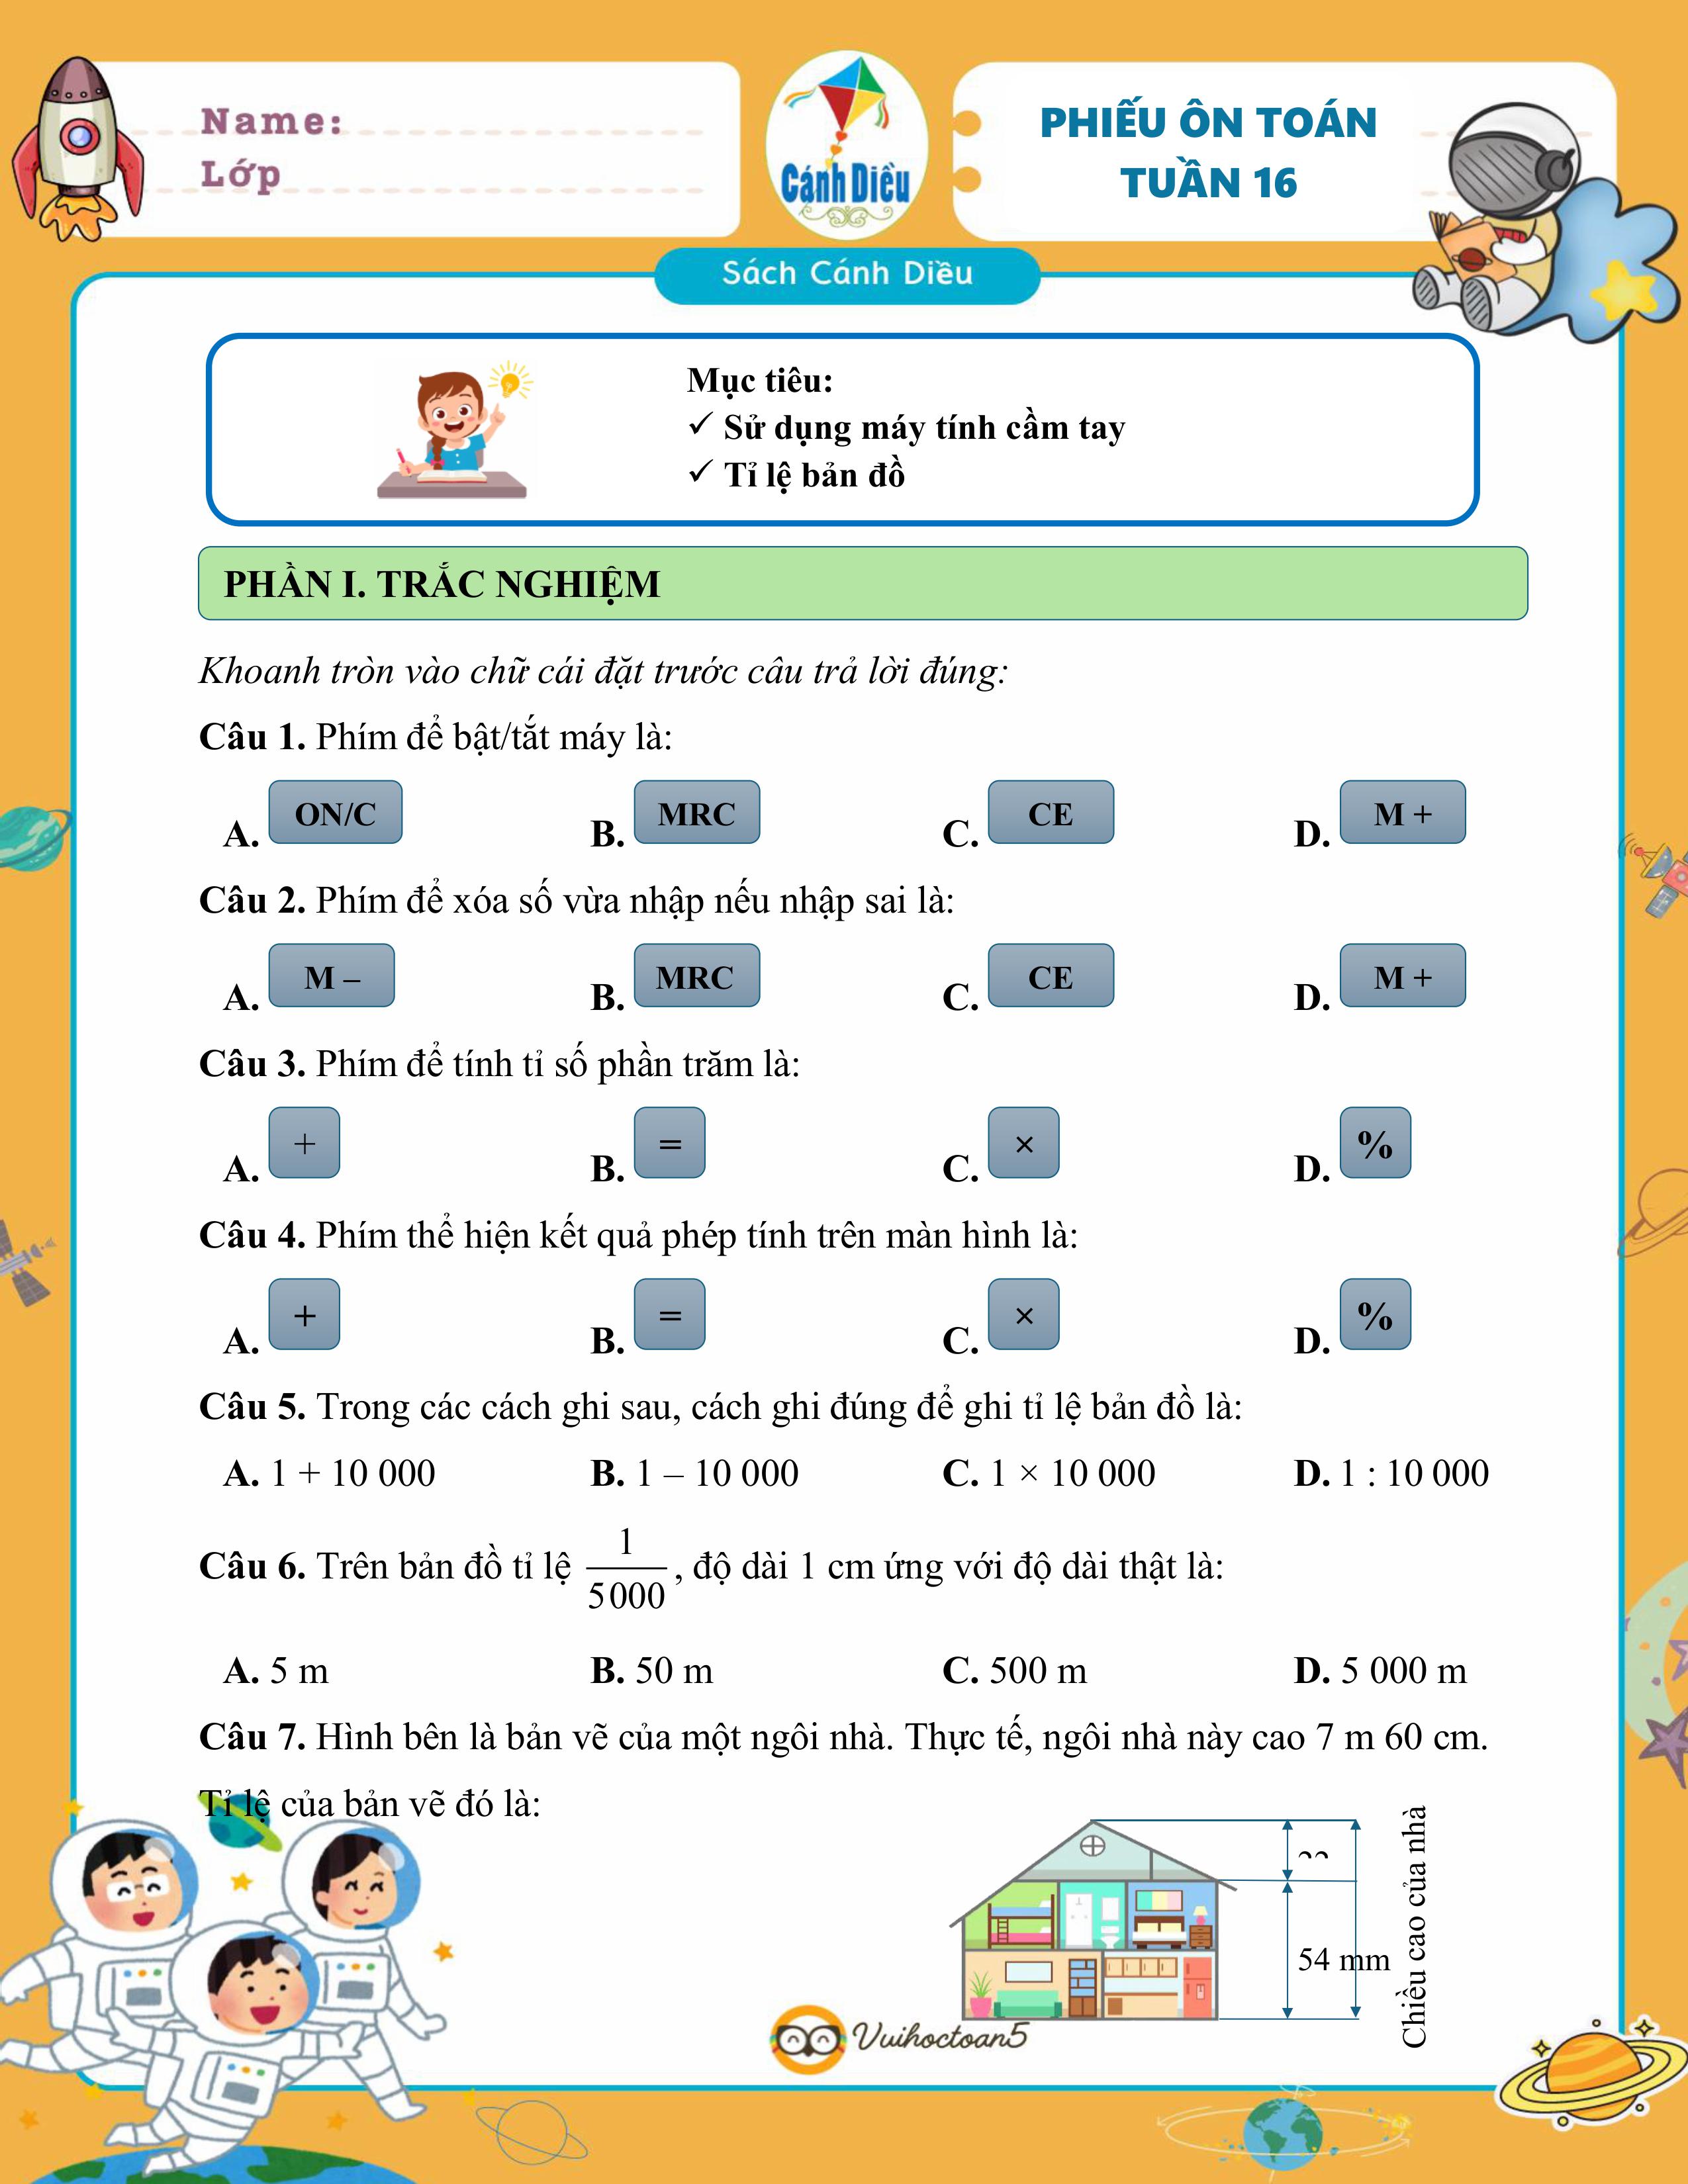 Name:
Lớp
Cánh Diều
PHIẾU ÔN TOÁN
TUẦN 16
Sách Cánh Diều
Mục tiêu:
✓ Sử dụng máy tính cầm tay
✓ Tỉ lệ bản đồ
PHẦN I. TRẮC NGHIỆM
Khoanh tròn vào chữ cái đặt trước câu trả lời đúng:
Câu 1. Phím để bật/tắt máy là:
A. ON/C B. MRC C. CE D. M +
Câu 2. Phím để xóa số vừa nhập nếu nhập sai là:
A. M – B. MRC C. CE D. M +
Câu 3. Phím để tính tỉ số phần trăm là:
A. + B. = C. × D. %
Câu 4. Phím thể hiện kết quả phép tính trên màn hình là:
A. + B. = C. × D. %
Câu 5. Trong các cách ghi sau, cách ghi đúng để ghi tỉ lệ bản đồ là:
A. 1 + 10 000 B. 1 – 10 000 C. 1 × 10 000 D. 1 : 10 000
Câu 6. Trên bản đồ tỉ lệ 1/5000, độ dài 1 cm ứng với độ dài thật là:
A. 5 m B. 50 m C. 500 m D. 5 000 m
Câu 7. Hình bên là bản vẽ của một ngôi nhà. Thực tế, ngôi nhà này cao 7 m 60 cm.
Tỉ lệ của bản vẽ đó là:
54 mm
Chiều cao của nhà
Vuihoctoan5